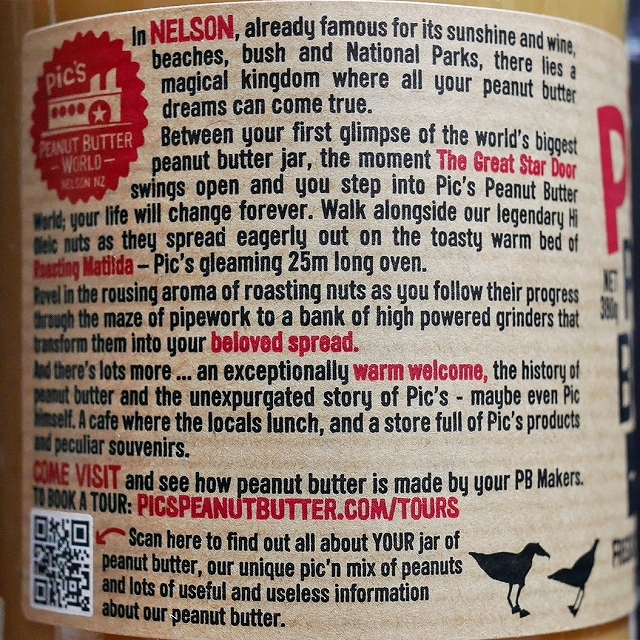 Pic's
PEANUT BUTTER
WORLD
NELSON NZ
In NELSON, already famous for its sunshine and wine,
beaches, bush and National Parks, there lies a
magical kingdom where all your peanut butter
dreams can come true.
Between your first glimpse of the world's biggest
peanut butter jar, the moment The Great Star Door
swings open and you step into Pic's Peanut Butter
World; your life will change forever. Walk alongside our legendary Hi
Oleic nuts as they spread eagerly out on the toasty warm bed of
Roasting Matilda – Pic's gleaming 25m long oven.
Revel in the rousing aroma of roasting nuts as you follow their progress
through the maze of pipework to a bank of high powered grinders that
transform them into your beloved spread.
And there's lots more ... an exceptionally warm welcome, the history of
peanut butter and the unexpurgated story of Pic's - maybe even Pic
himself. A cafe where the locals lunch, and a store full of Pic's products
and peculiar souvenirs.
COME VISIT and see how peanut butter is made by your PB Makers.
TO BOOK A TOUR: PICSPEANUTBUTTER.COM/TOURS
Scan here to find out all about YOUR jar of
peanut butter, our unique pic'n mix of peanuts
and lots of useful and useless information
about our peanut butter.
NET
380g